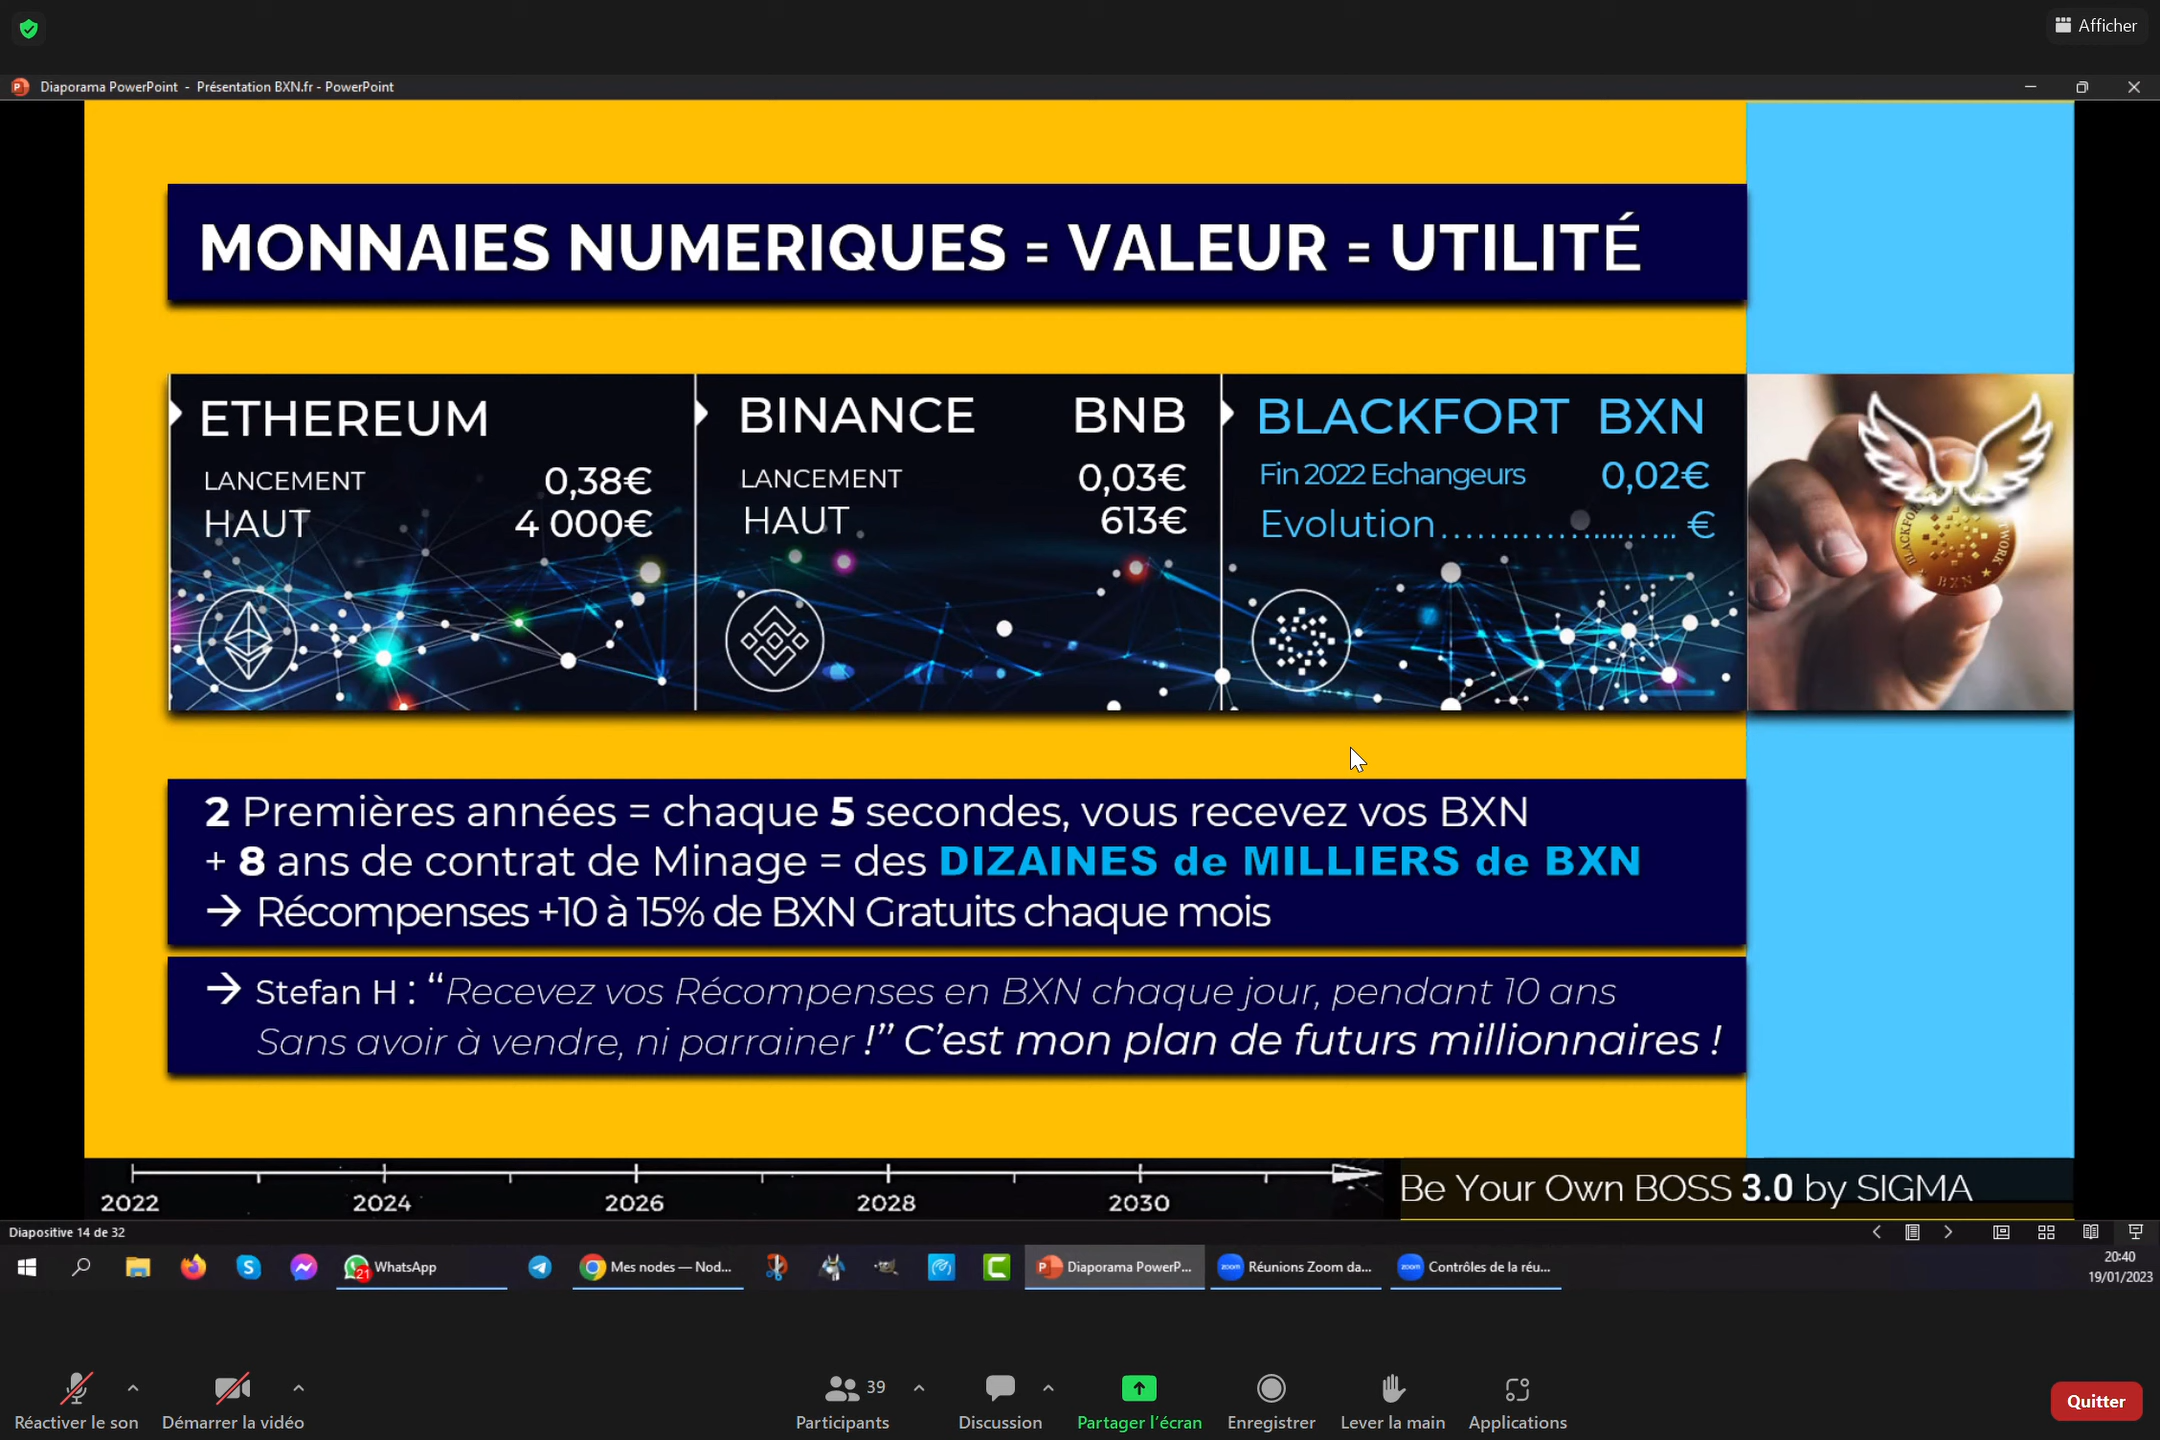 Afficher
Diaporama PowerPoint - Présentation BXN.fr - PowerPoint
MONNAIES NUMERIQUES = VALEUR = UTILITÉ
ETHEREUM
LANCEMENT 0,38€
HAUT 4 000€
BINANCE BNB
LANCEMENT 0,03€
HAUT 613€
BLACKFORT BXN
Fin 2022 Echangeurs 0,02€
Evolution........................ €
BXN
2 Premières années = chaque 5 secondes, vous recevez vos BXN
+ 8 ans de contrat de Minage = des DIZAINES de MILLIERS de BXN
→ Récompenses +10 à 15% de BXN Gratuits chaque mois
→ Stefan H : “Recevez vos Récompenses en BXN chaque jour, pendant 10 ans
Sans avoir à vendre, ni parrainer !” C’est mon plan de futurs millionnaires !
2022 2024 2026 2028 2030
Be Your Own BOSS 3.0 by SIGMA
Diapositive 14 de 32
21 WhatsApp
Mes nodes — Nod...
Diaporama PowerP...
zoom Réunions Zoom da...
zoom Contrôles de la réu...
20:40
19/01/2023
39
Réactiver le son
Démarrer la vidéo
Participants
Discussion
Partager l’écran
Enregistrer
Lever la main
Applications
Quitter